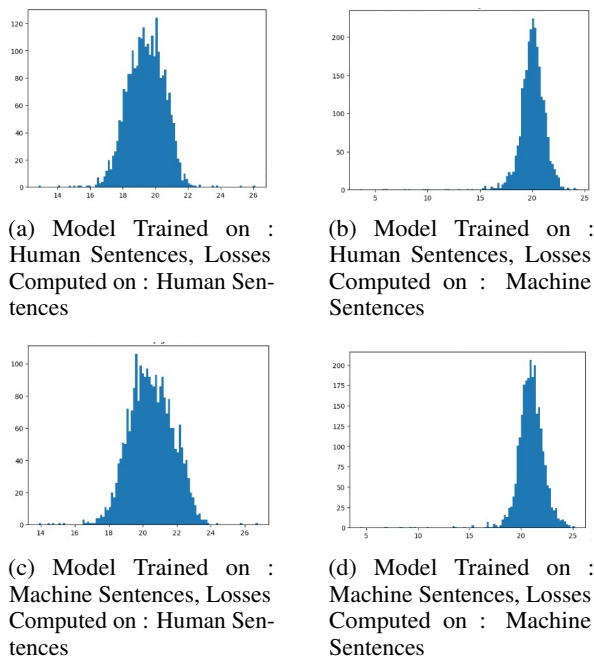 120
100
80
60
40
20
0
14 16 18 20 22 24 26
(a) Model Trained on :
Human Sentences, Losses
Computed on : Human Sen-
tences
200
150
100
50
0
5 10 15 20 25
(b) Model Trained on :
Human Sentences, Losses
Computed on : Machine
Sentences
100
80
60
40
20
0
14 16 18 20 22 24 26
(c) Model Trained on :
Machine Sentences, Losses
Computed on : Human Sen-
tences
200
175
150
125
100
75
50
25
0
5 10 15 20 25
(d) Model Trained on :
Machine Sentences, Losses
Computed on : Machine
Sentences